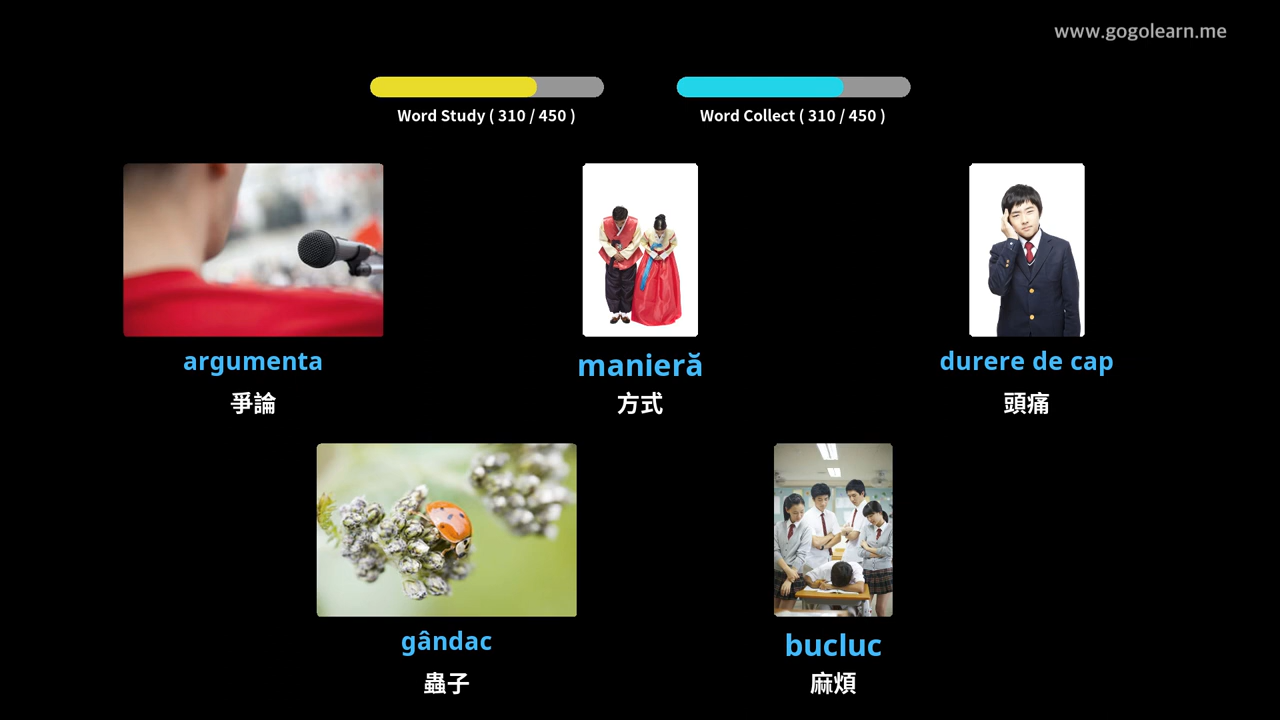 www.gogolearn.me
Word Study ( 310 / 450 )
Word Collect ( 310 / 450 )
argumenta
爭論
manieră
方式
durere de cap
頭痛
gândac
蟲子
bucluc
麻煩